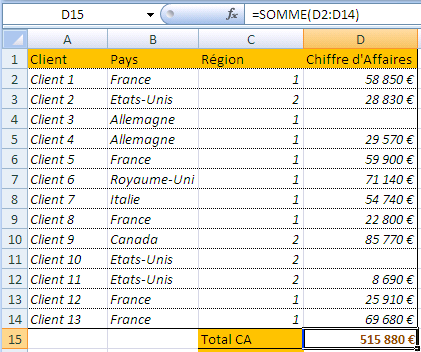 D15 fx =SOMME(D2:D14)
A B C D
1 Client Pays Région Chiffre d'Affaires
2 Client 1 France 1 58 850 €
3 Client 2 Etats-Unis 2 28 830 €
4 Client 3 Allemagne 1
5 Client 4 Allemagne 1 29 570 €
6 Client 5 France 1 59 900 €
7 Client 6 Royaume-Uni 1 71 140 €
8 Client 7 Italie 1 54 740 €
9 Client 8 France 1 22 800 €
10 Client 9 Canada 2 85 770 €
11 Client 10 Etats-Unis 2
12 Client 11 Etats-Unis 2 8 690 €
13 Client 12 France 1 25 910 €
14 Client 13 France 1 69 680 €
15 Total CA 515 880 €